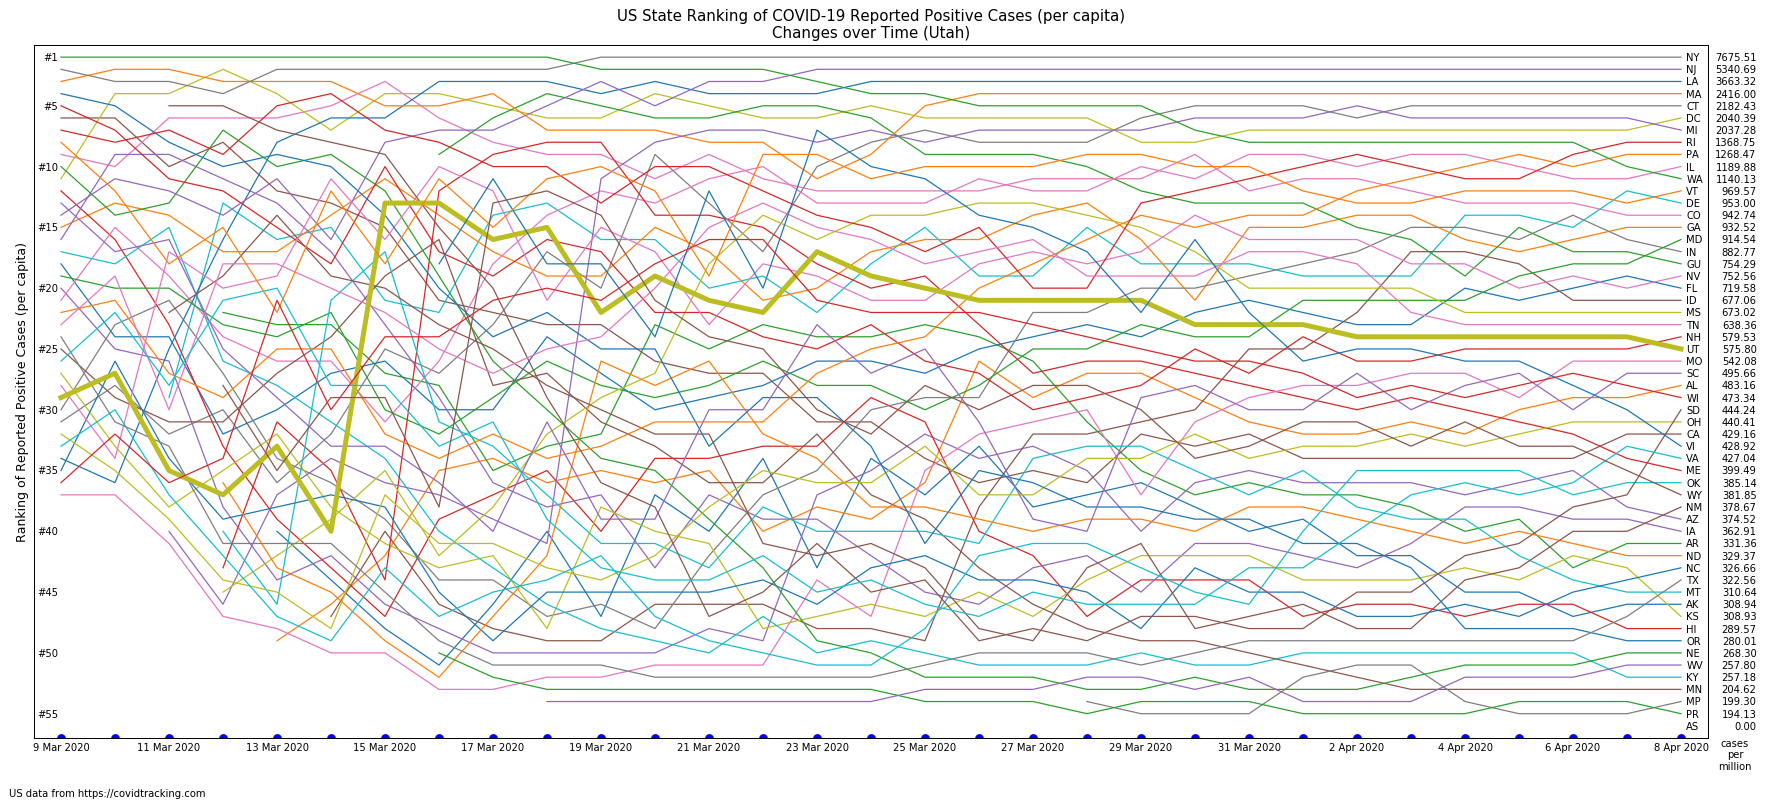 US State Ranking of COVID-19 Reported Positive Cases (per capita)
Changes over Time (Utah)
Ranking of Reported Positive Cases (per capita)
#1
#5
#10
#15
#20
#25
#30
#35
#40
#45
#50
#55
NY 7675.51
NJ 5340.69
LA 3663.32
MA 2416.00
CT 2182.43
DC 2040.39
MI 2037.28
RI 1368.75
PA 1268.47
IL 1189.88
WA 1140.13
VT 969.57
DE 953.00
CO 942.74
GA 932.52
MD 914.54
IN 882.77
GU 754.29
NV 752.56
FL 719.58
ID 677.06
MS 673.02
TN 638.36
NH 579.53
UT 575.80
MO 542.08
SC 495.66
AL 483.16
WI 473.34
SD 444.24
OH 440.41
CA 429.16
VI 428.92
VA 427.04
ME 399.49
OK 385.14
WY 381.85
NM 378.67
AZ 374.52
IA 362.91
AR 331.36
ND 329.37
NC 326.66
TX 322.56
MT 310.64
AK 308.94
KS 308.93
HI 289.57
OR 280.01
NE 268.30
WV 257.80
KY 257.18
MN 204.62
MP 199.30
PR 194.13
AS 0.00
9 Mar 2020 11 Mar 2020 13 Mar 2020 15 Mar 2020 17 Mar 2020 19 Mar 2020 21 Mar 2020 23 Mar 2020 25 Mar 2020 27 Mar 2020 29 Mar 2020 31 Mar 2020 2 Apr 2020 4 Apr 2020 6 Apr 2020 8 Apr 2020
cases
per
million
US data from https://covidtracking.com